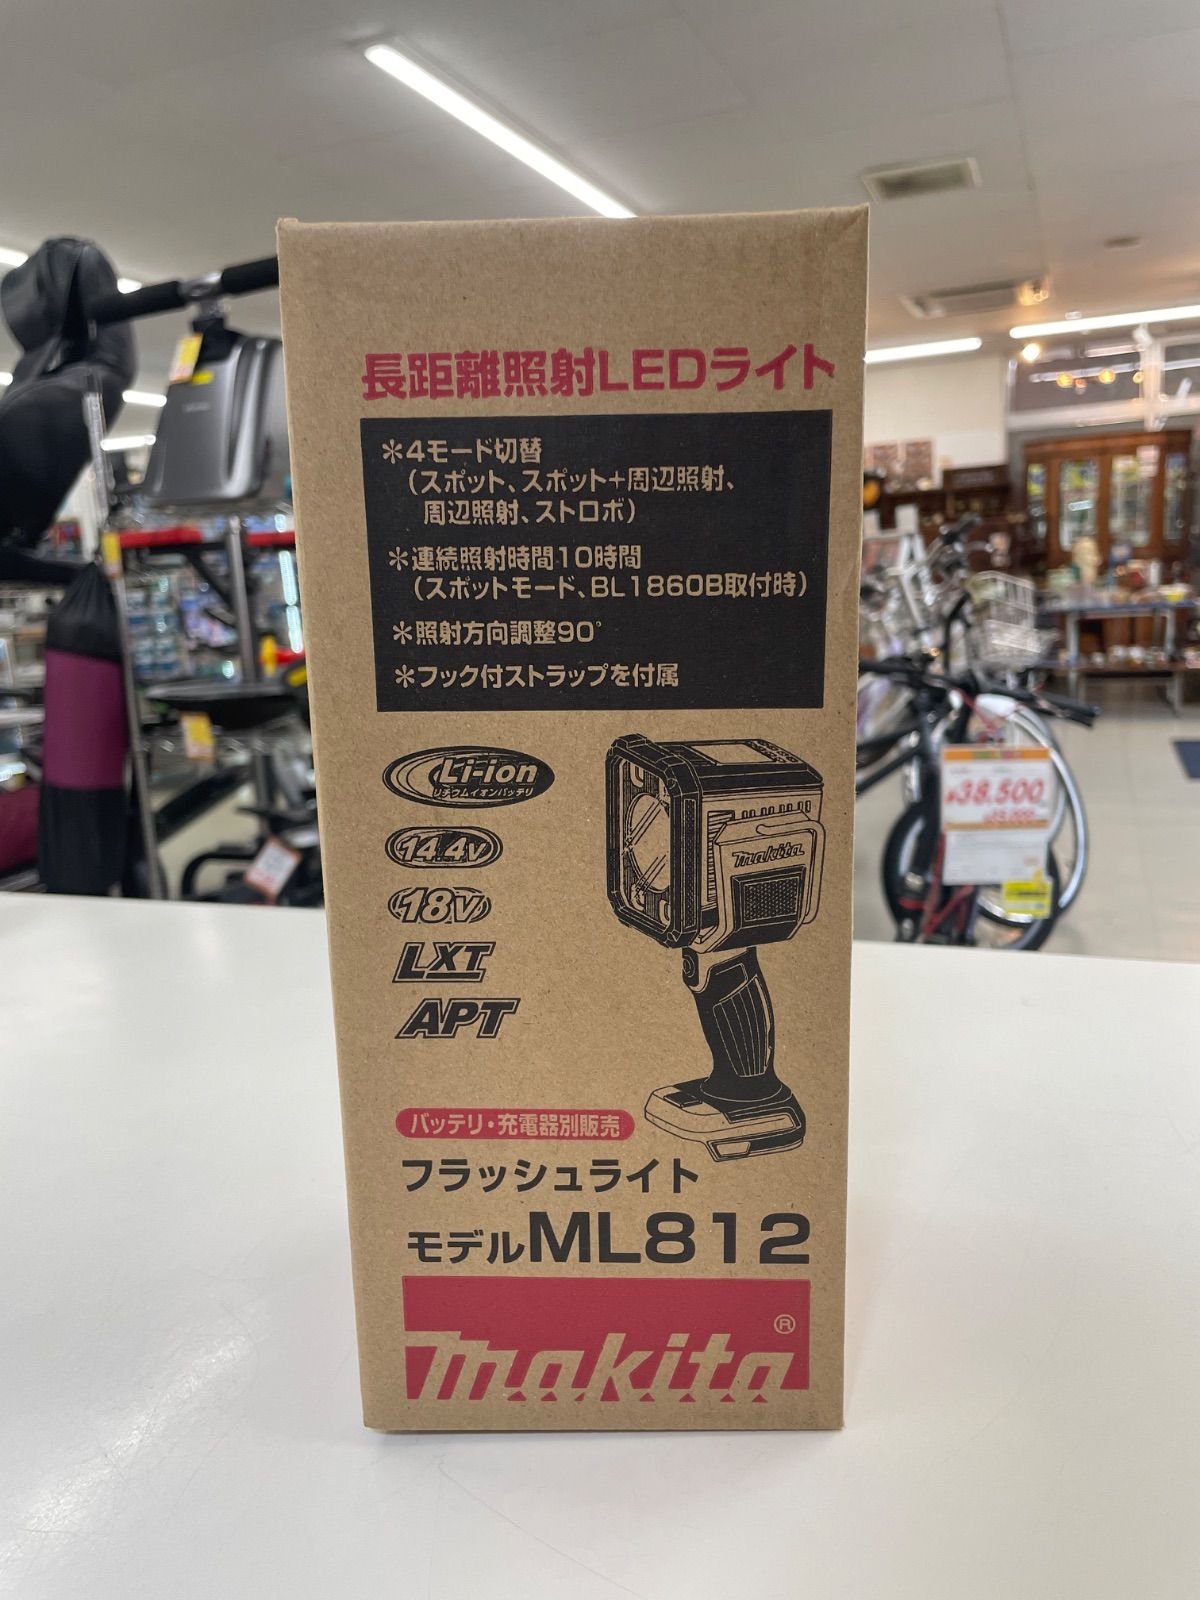 長距離照射LEDライト
＊4モード切替
（スポット、スポット+周辺照射、
周辺照射、ストロボ）
＊連続照射時間10時間
（スポットモード、BL1860B取付時）
＊照射方向調整90°
＊フック付ストラップを付属
Li-ion
リチウムイオンバッテリ
makita
14.4V
18V
LXT
APT
バッテリ・充電器別販売
フラッシュライト
モデルML812
makita®
¥38,500